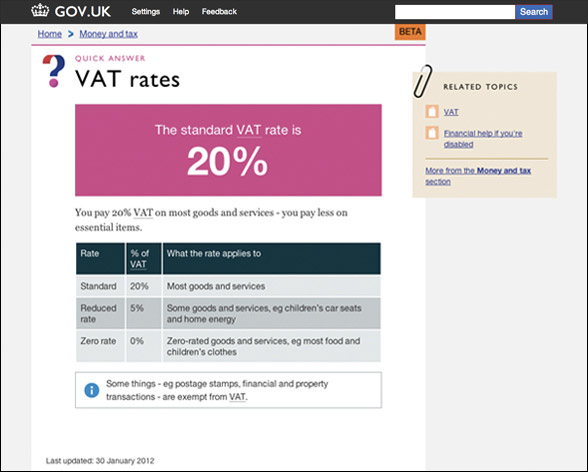 GOV.UK Settings Help Feedback Search
Home Money and tax BETA
QUICK ANSWER
VAT rates
The standard VAT rate is
20%
You pay 20% VAT on most goods and services - you pay less on
essential items.
Rate % of VAT What the rate applies to
Standard 20% Most goods and services
Reduced rate 5% Some goods and services, eg children's car seats and home energy
Zero rate 0% Zero-rated goods and services, eg most food and children's clothes
Some things - eg postage stamps, financial and property
transactions - are exempt from VAT.
Last updated: 30 January 2012
RELATED TOPICS
VAT
Financial help if you're
disabled
More from the Money and tax
section